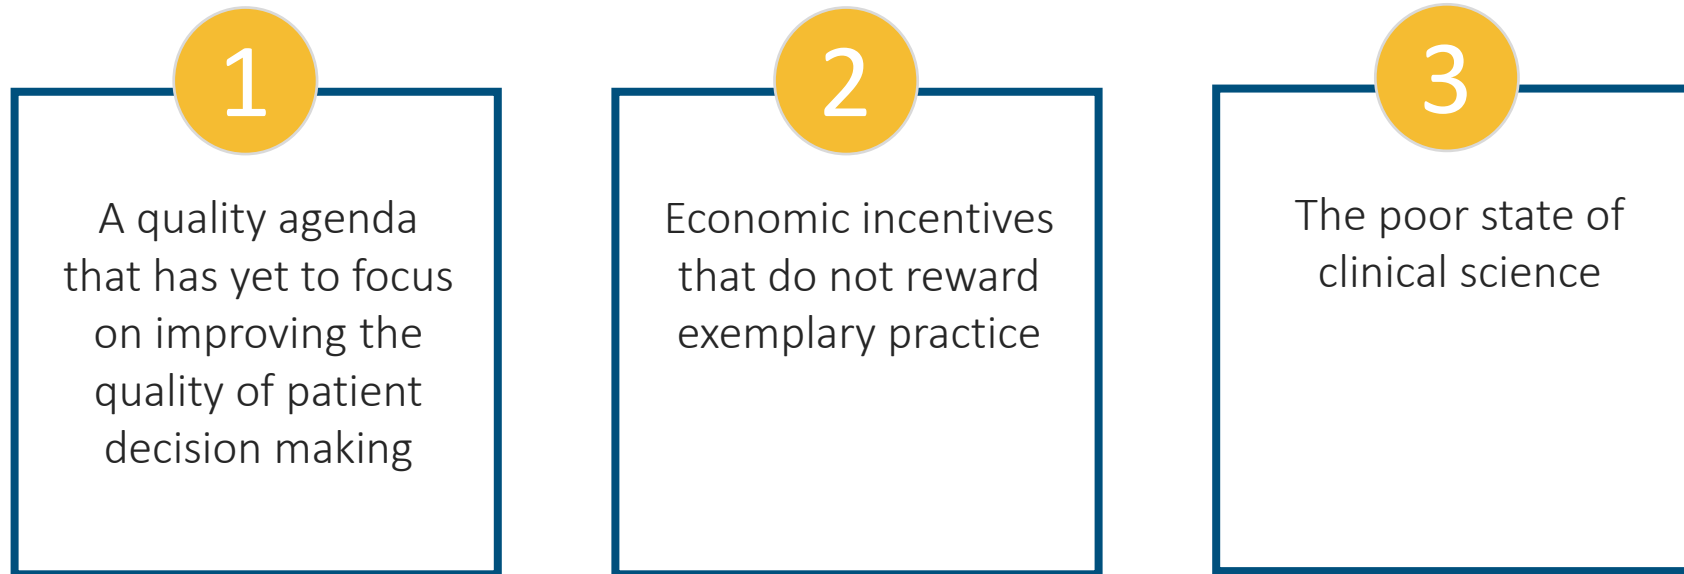 1
A quality agenda
that has yet to focus
on improving the
quality of patient
decision making
2
Economic incentives
that do not reward
exemplary practice
3
The poor state of
clinical science